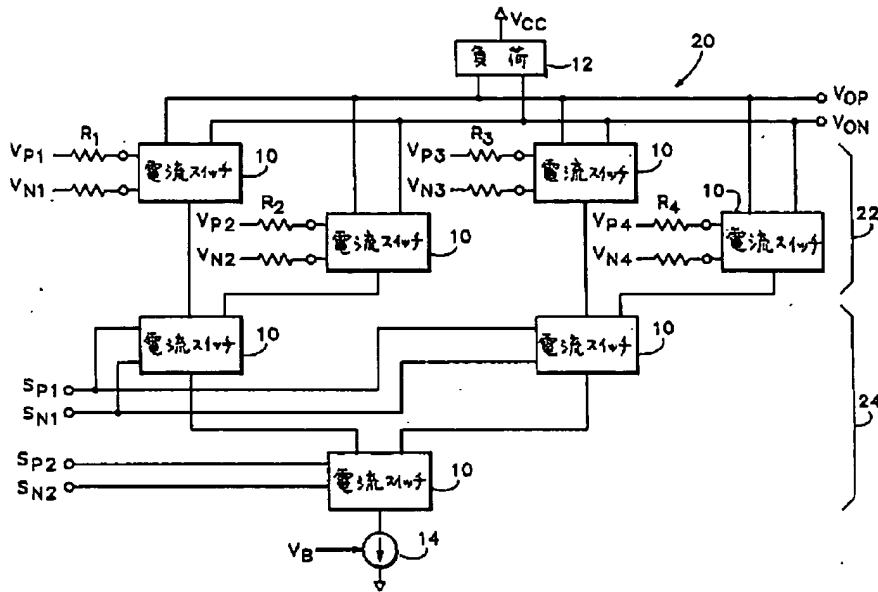 VCC
負荷
12
20
VOP
VON
R1
VP1
VN1
電流スイッチ
10
R3
VP3
VN3
電流スイッチ
10
R2
VP2
VN2
電流スイッチ
10
R4
VP4
VN4
10
電流スイッチ
22
電流スイッチ
10
電流スイッチ
10
SP1
SN1
24
SP2
SN2
電流スイッチ
10
VB
14